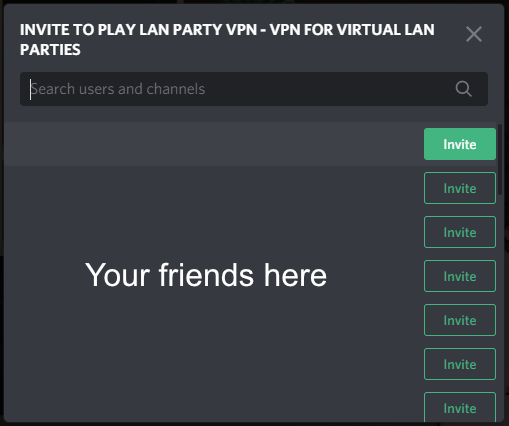 INVITE TO PLAY LAN PARTY VPN - VPN FOR VIRTUAL LAN
PARTIES
Search users and channels
Invite
Invite
Invite
Your friends here
Invite
Invite
Invite
Invite